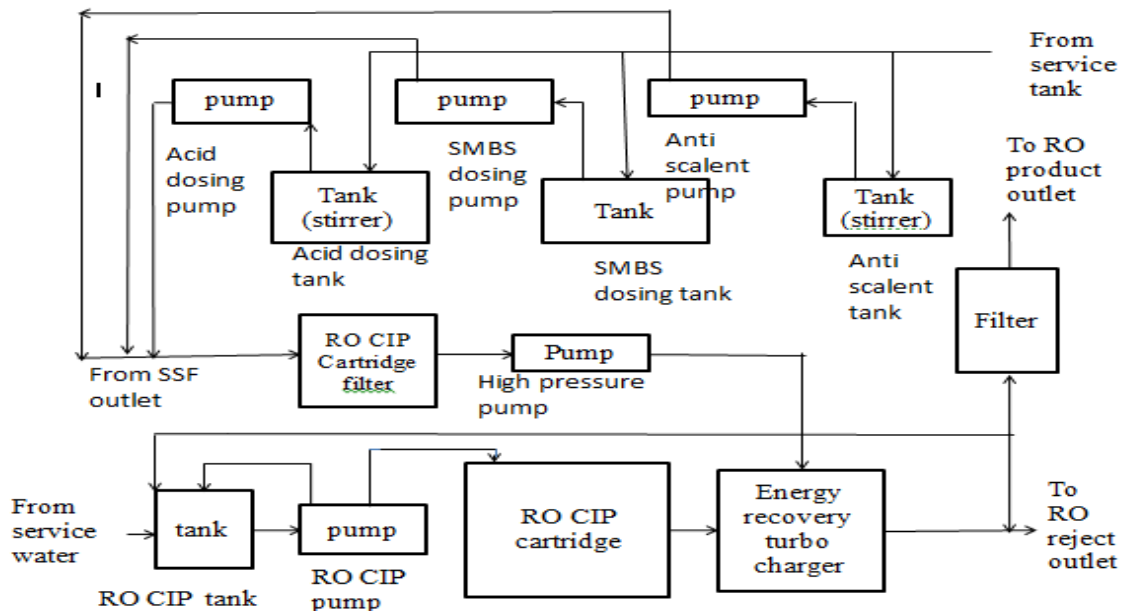 From
service
tank
pump
pump
pump
Acid
dosing
pump
SMBS
dosing
pump
Anti
scalent
pump
To RO
product
outlet
Tank
(stirrer)
Tank
Tank
(stirrer)
Acid dosing
tank
SMBS
dosing tank
Anti
scalent
tank
Filter
RO CIP
Cartridge
filter
Pump
From SSF
outlet
High pressure
pump
From
service
water
tank
pump
RO CIP
cartridge
Energy
recovery
turbo
charger
To
RO
reject
outlet
RO CIP tank
RO CIP
pump